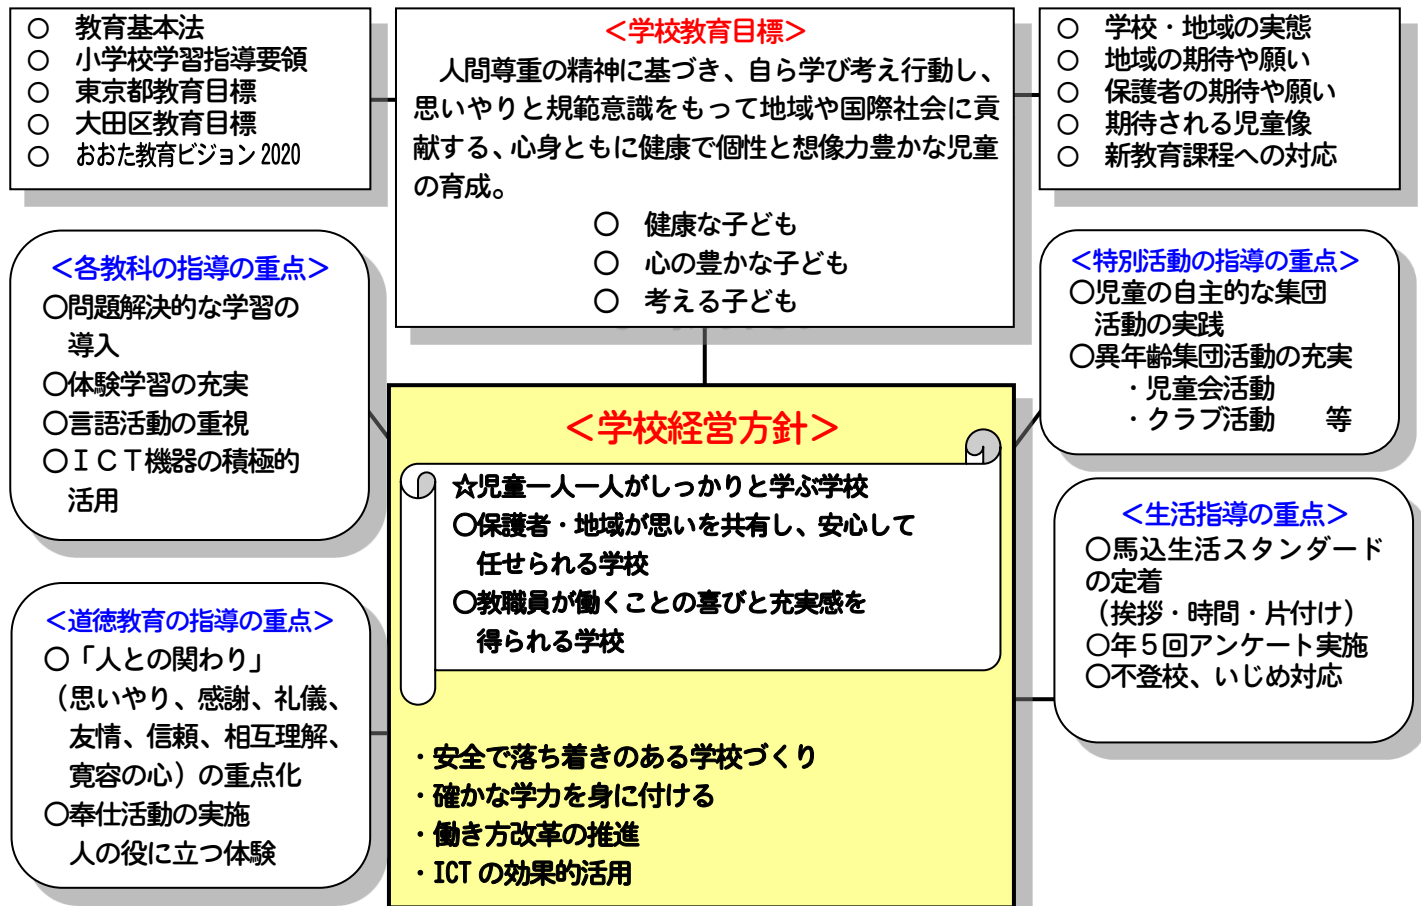 ○ 教育基本法
○ 小学校学習指導要領
○ 東京都教育目標
○ 大田区教育目標
○ おおた教育ビジョン2020
＜学校教育目標＞
人間尊重の精神に基づき、自ら学び考え行動し、
思いやりと規範意識をもって地域や国際社会に貢
献する、心身ともに健康で個性と想像力豊かな児童
の育成。
○ 健康な子ども
○ 心の豊かな子ども
○ 考える子ども
○ 学校・地域の実態
○ 地域の期待や願い
○ 保護者の期待や願い
○ 期待される児童像
○ 新教育課程への対応
＜各教科の指導の重点＞
○問題解決的な学習の
導入
○体験学習の充実
○言語活動の重視
○ＩＣＴ機器の積極的
活用
＜特別活動の指導の重点＞
○児童の自主的な集団
活動の実践
○異年齢集団活動の充実
・児童会活動
・クラブ活動 等
＜学校経営方針＞
☆児童一人一人がしっかりと学ぶ学校
○保護者・地域が思いを共有し、安心して
任せられる学校
○教職員が働くことの喜びと充実感を
得られる学校
・安全で落ち着きのある学校づくり
・確かな学力を身に付ける
・働き方改革の推進
・ICTの効果的活用
＜道徳教育の指導の重点＞
○「人との関わり」
（思いやり、感謝、礼儀、
友情、信頼、相互理解、
寛容の心）の重点化
○奉仕活動の実施
人の役に立つ体験
＜生活指導の重点＞
○馬込生活スタンダード
の定着
（挨拶・時間・片付け）
○年５回アンケート実施
○不登校、いじめ対応